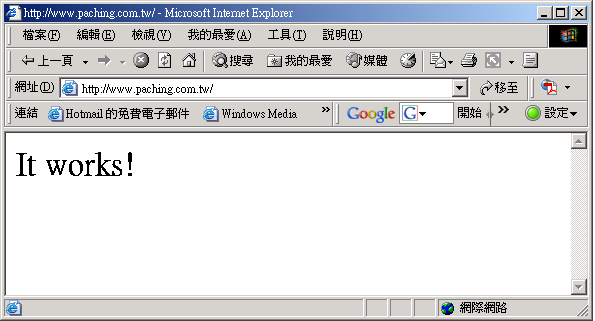 http://www.paching.com.tw/ - Microsoft Internet Explorer
檔案(F) 編輯(E) 檢視(V) 我的最愛(A) 工具(T) 說明(H)
上一頁 搜尋 我的最愛 媒體
網址(D) http://www.paching.com.tw/ 移至
連結 Hotmail 的免費電子郵件 Windows Media » Google G 開始 » 設定
It works!
網際網路